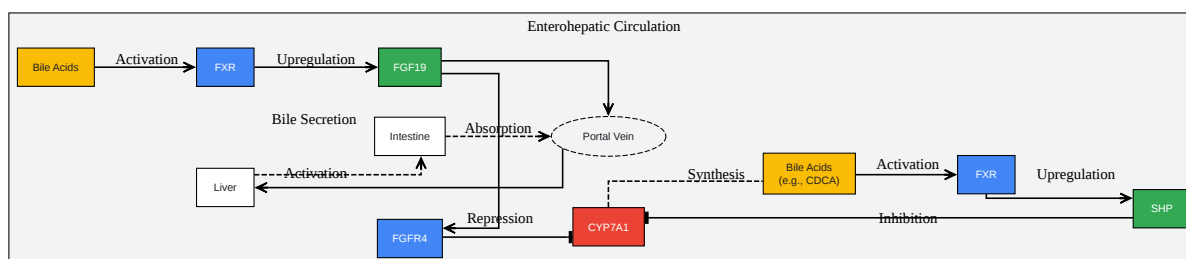 Enterohepatic Circulation
Bile Acids
Activation
FXR
Upregulation
FGF19
Bile Secretion
Intestine
Absorption
Portal Vein
Liver
Activation
Synthesis
Bile Acids
(e.g., CDCA)
Activation
FXR
Upregulation
SHP
FGFR4
Repression
CYP7A1
Inhibition